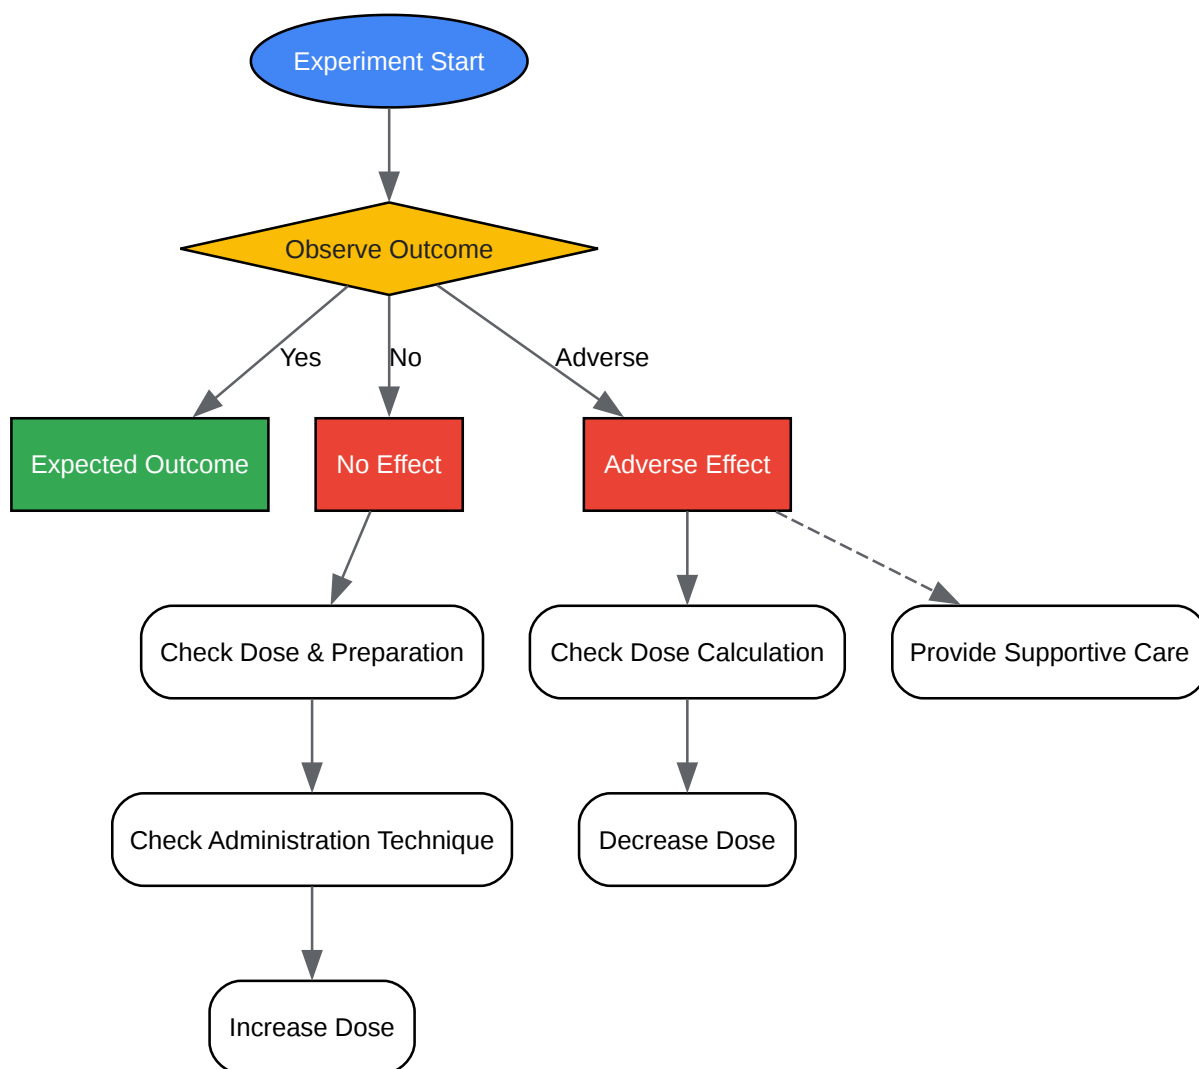 Experiment Start
Observe Outcome
Yes
No
Adverse
Expected Outcome
No Effect
Adverse Effect
Check Dose & Preparation
Check Dose Calculation
Provide Supportive Care
Check Administration Technique
Decrease Dose
Increase Dose